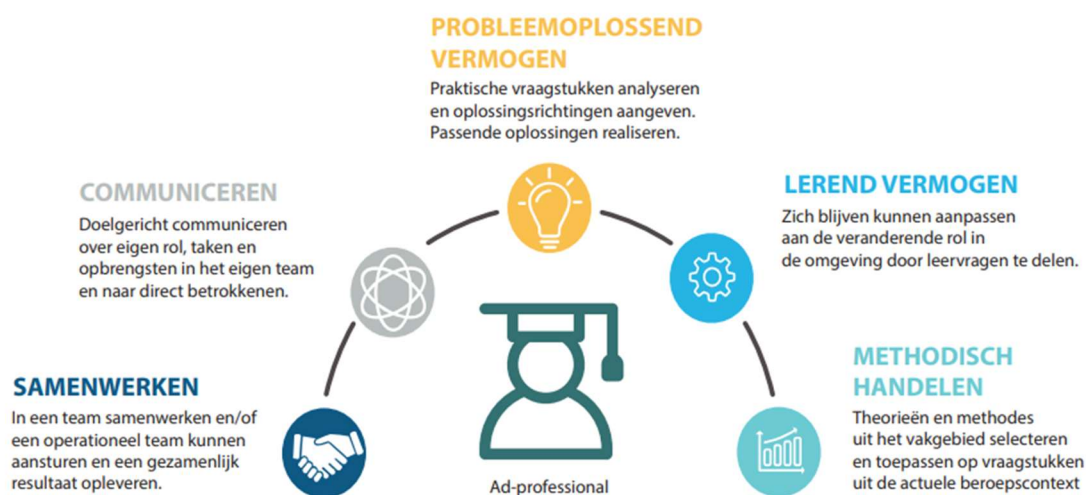 PROBLEEMOPLOSSEND
VERMOGEN
Praktische vraagstukken analyseren
en oplossingsrichtingen aangeven.
Passende oplossingen realiseren.
COMMUNICEREN
Doelgericht communiceren
over eigen rol, taken en
opbrengsten in het eigen team
en naar direct betrokkenen.
LEREND VERMOGEN
Zich blijven kunnen aanpassen
aan de veranderende rol in
de omgeving door leervragen te delen.
SAMENWERKEN
In een team samenwerken en/of
een operationeel team kunnen
aansturen en een gezamenlijk
resultaat opleveren.
METHODISCH
HANDELEN
Theorieën en methodes
uit het vakgebied selecteren
en toepassen op vraagstukken
uit de actuele beroepscontext
Ad-professional